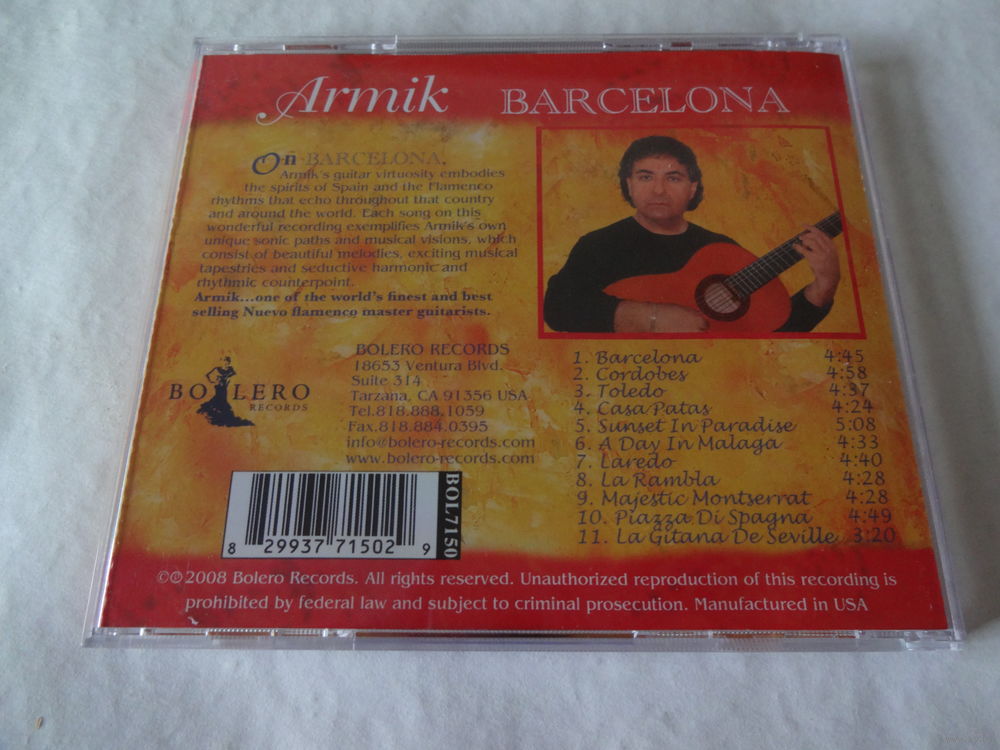 Armik BARCELONA
On BARCELONA,
Armik's guitar virtuosity embodies
the spirits of Spain and the Flamenco
rhythms that echo throughout that country
and around the world. Each song on this
wonderful recording exemplifies Armik's own
unique sonic paths and musical visions, which
consist of beautiful melodies, exciting musical
tapestries and seductive harmonic and
rhythmic counterpoint.
Armik...one of the world's finest and best
selling Nuevo flamenco master guitarists.
BOLERO
RECORDS
BOLERO RECORDS
18653 Ventura Blvd.
Suite 314
Tarzana, CA 91356 USA
Tel.818.888.1059
Fax.818.884.0395
info@bolero-records.com
www.bolero-records.com
1. Barcelona 4:45
2. Cordobes 4:58
3. Toledo 4:37
4. Casa Patas 4:24
5. Sunset In Paradise 5:08
6. A Day In Malaga 4:33
7. Laredo 4:40
8. La Rambla 4:28
9. Majestic Montserrat 4:28
10. Piazza Di Spagna 4:49
11. La Gitana De Seville 3:20
8 29937 71502 9
BOL7150
©℗2008 Bolero Records. All rights reserved. Unauthorized reproduction of this recording is
prohibited by federal law and subject to criminal prosecution. Manufactured in USA